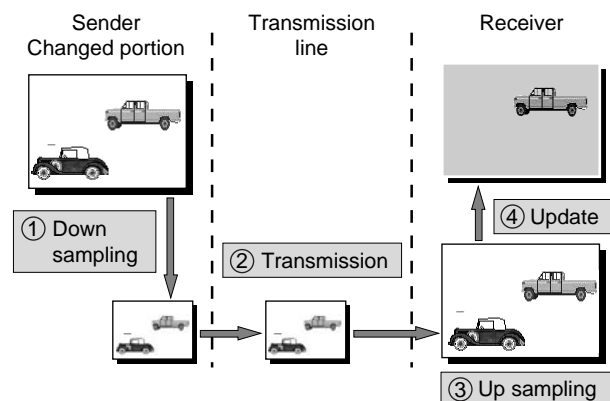 Sender
Changed portion
Transmission
line
Receiver
① Down
sampling
② Transmission
④ Update
③ Up sampling